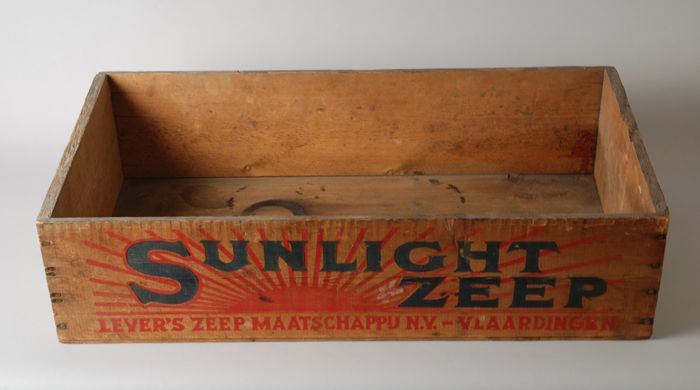 SUNLIGHT
ZEEP
LEVER'S ZEEP MAATSCHAPPIJ N.V. – VLAARDINGEN